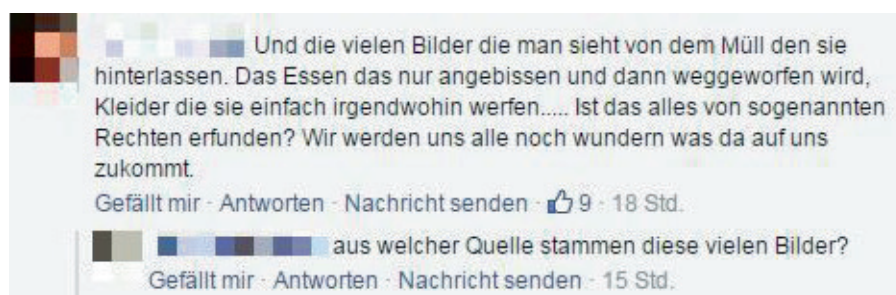 Und die vielen Bilder die man sieht von dem Müll den sie
hinterlassen. Das Essen das nur angebissen und dann weggeworfen wird,
Kleider die sie einfach irgendwohin werfen..... Ist das alles von sogenannten
Rechten erfunden? Wir werden uns alle noch wundern was da auf uns
zukommt.
Gefällt mir · Antworten · Nachricht senden · 9 · 18 Std.
aus welcher Quelle stammen diese vielen Bilder?
Gefällt mir · Antworten · Nachricht senden · 15 Std.